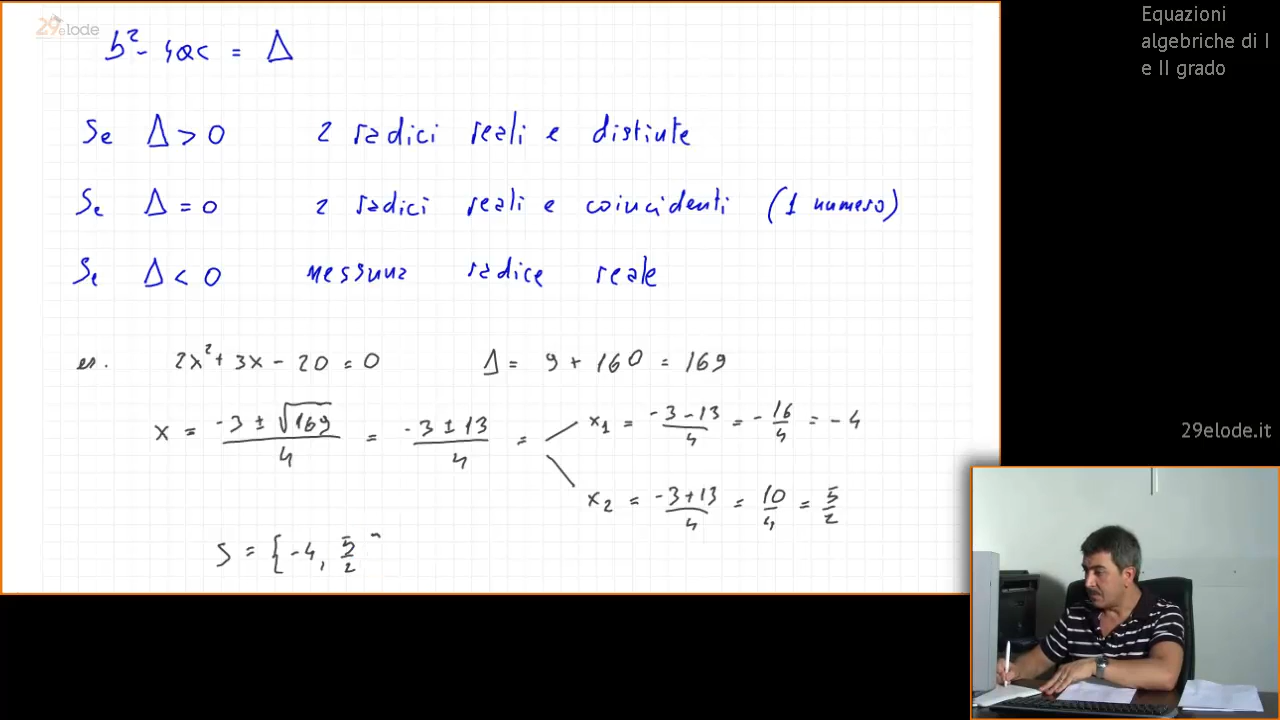 29elode
b² - 4ac = Δ
Se Δ > 0 2 radici reali e distinte
Se Δ = 0 2 radici reali e coincidenti (1 numero)
Se Δ < 0 nessuna radice reale
es. 2x² + 3x - 20 = 0 Δ = 9 + 160 = 169
x = (-3 ± √169)/4 = (-3 ± 13)/4 = x₁ = (-3 - 13)/4 = -16/4 = -4
x₂ = (-3 + 13)/4 = 10/4 = 5/2
S = {-4, 5/2
Equazioni
algebriche di I
e II grado
29elode.it